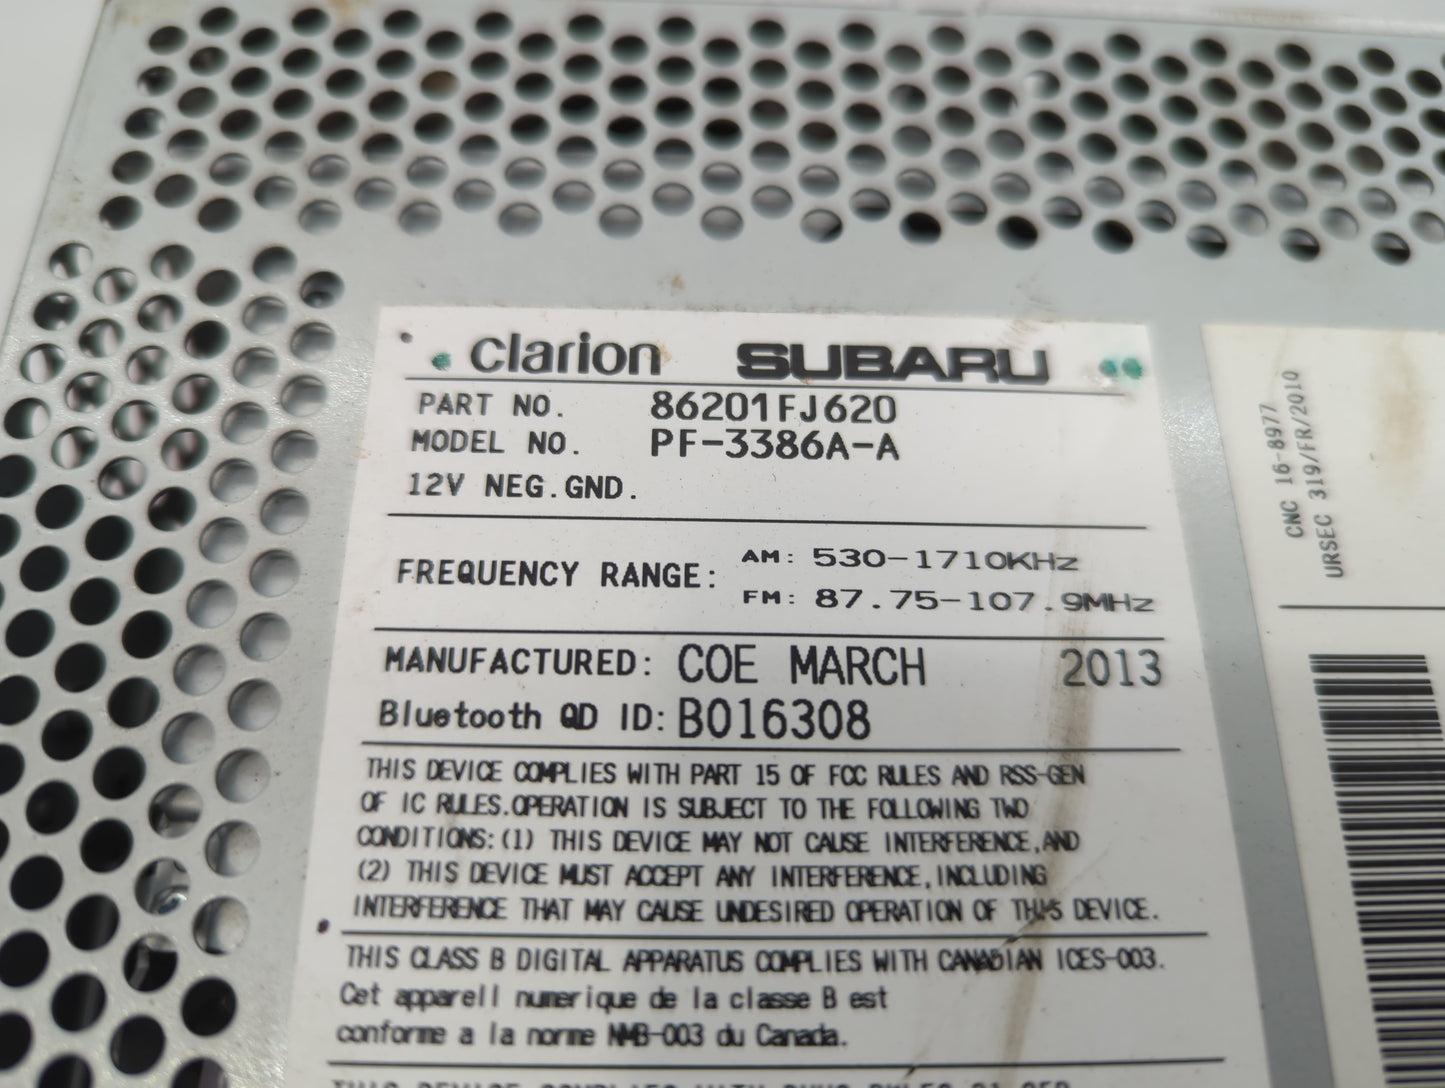 clarion SUBARU
PART NO. 86201FJ620
MODEL NO. PF-3386A-A
12V NEG.GND.
FREQUENCY RANGE: AM: 530-1710KHz
FM: 87.75-107.9MHz
MANUFACTURED: COE MARCH 2013
Bluetooth QD ID: B016308
THIS DEVICE COMPLIES WITH PART 15 OF FCC RULES AND RSS-GEN
OF IC RULES.OPERATION IS SUBJECT TO THE FOLLOWING TWO
CONDITIONS:(1) THIS DEVICE MAY NOT CAUSE INTERFERENCE,AND
(2) THIS DEVICE MUST ACCEPT ANY INTERFERENCE,INCLUDING
INTERFERENCE THAT MAY CAUSE UNDESIRED OPERATION OF THIS DEVICE.
THIS CLASS B DIGITAL APPARATUS COMPLIES WITH CANADIAN ICES-003.
Cet apparell numerique de la classe B est
conforme a la norme NMB-003 du Canada.
CNC 16-8977
URSEC 319/FR/2010